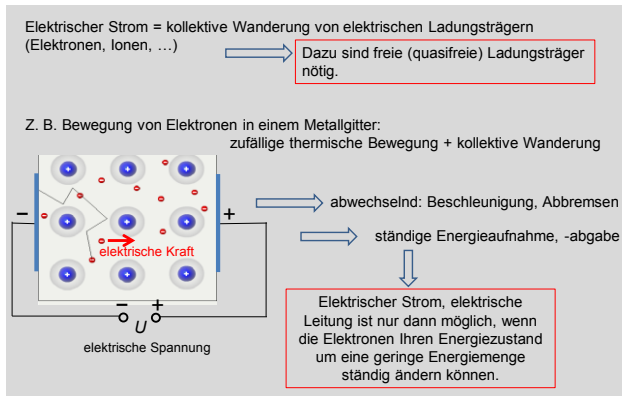 Elektrischer Strom = kollektive Wanderung von elektrischen Ladungsträgern
(Elektronen, Ionen, …)
Dazu sind freie (quasifreie) Ladungsträger
nötig.
Z. B. Bewegung von Elektronen in einem Metallgitter:
zufällige thermische Bewegung + kollektive Wanderung
abwechselnd: Beschleunigung, Abbremsen
elektrische Kraft
ständige Energieaufnahme, -abgabe
− +
U
elektrische Spannung
Elektrischer Strom, elektrische
Leitung ist nur dann möglich, wenn
die Elektronen Ihren Energiezustand
um eine geringe Energiemenge
ständig ändern können.